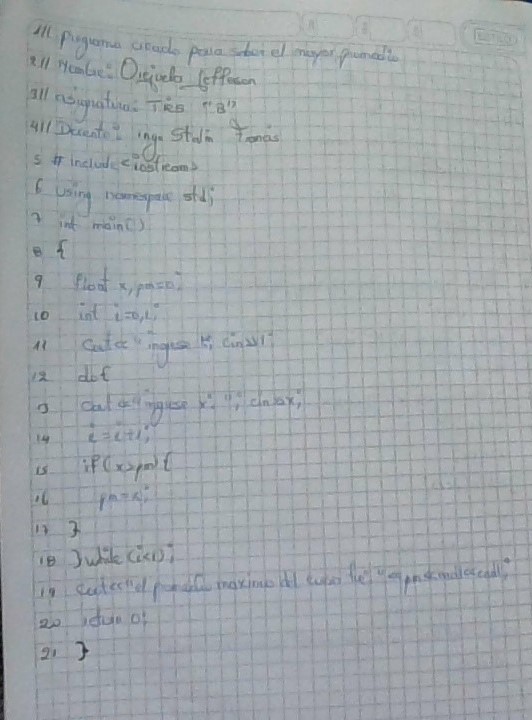 1// programa creado para saber el mayor promedio
2// Nombre: Jefferson
3// asignatura: TICs "B"
4// Docente: ing. Stalin
5 #include <iostream>
6 using namespace std;
7 int main()
8 {
9 float x, pm=0;
10 int i=0,l;
11 Cout<< "ingrese l"; cin>>l;
12 do{
13 cout<<"ingrese x: "; cin>>x;
14 i=i+1;
15 if(x>pm){
16 pm=x;
17 }
18 }while(i<l);
19 cout<<"el promedio maximo del curso fue: "<<pm<<endl;
20 return 0;
21 }